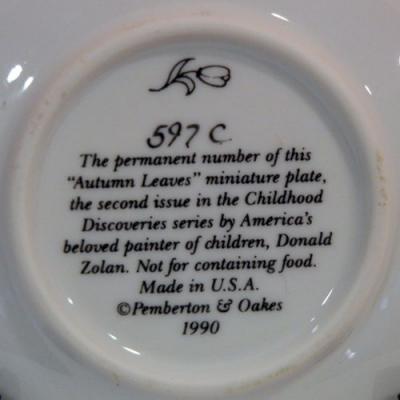 597 C
The permanent number of this
"Autumn Leaves" miniature plate,
the second issue in the Childhood
Discoveries series by America's
beloved painter of children, Donald
Zolan. Not for containing food.
Made in U.S.A.
©Pemberton & Oakes
1990